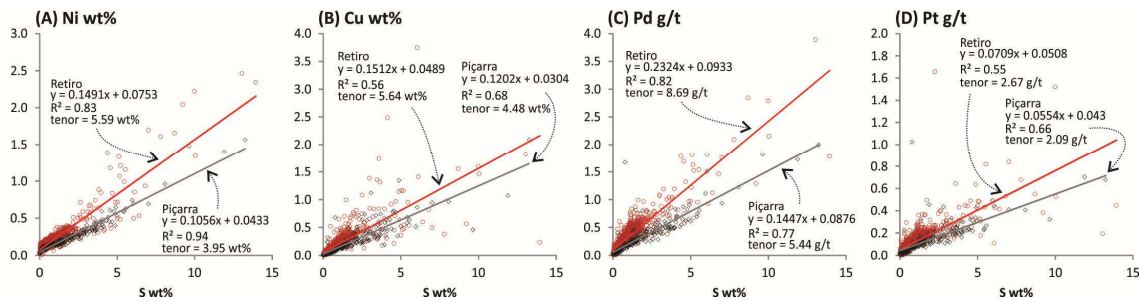 (A) Ni wt%
3.0
2.5
2.0
1.5
1.0
0.5
0.0
0
5
10
15
S wt%
Retiro
y = 0.1491x + 0.0753
R² = 0.83
tenor = 5.59 wt%
Piçarra
y = 0.1056x + 0.0433
R² = 0.94
tenor = 3.95 wt%
(B) Cu wt%
4.0
3.5
3.0
2.5
2.0
1.5
1.0
0.5
0.0
0
5
10
15
S wt%
Retiro
y = 0.1512x + 0.0489
R² = 0.56
tenor = 5.64 wt%
Piçarra
y = 0.1202x + 0.0304
R² = 0.68
tenor = 4.48 wt%
(C) Pd g/t
4.0
3.5
3.0
2.5
2.0
1.5
1.0
0.5
0.0
0
5
10
15
S wt%
Retiro
y = 0.2324x + 0.0933
R² = 0.82
tenor = 8.69 g/t
Piçarra
y = 0.1447x + 0.0876
R² = 0.77
tenor = 5.44 g/t
(D) Pt g/t
2.0
1.8
1.6
1.4
1.2
1.0
0.8
0.6
0.4
0.2
0.0
0
5
10
15
S wt%
Retiro
y = 0.0709x + 0.0508
R² = 0.55
tenor = 2.67 g/t
Piçarra
y = 0.0554x + 0.043
R² = 0.66
tenor = 2.09 g/t